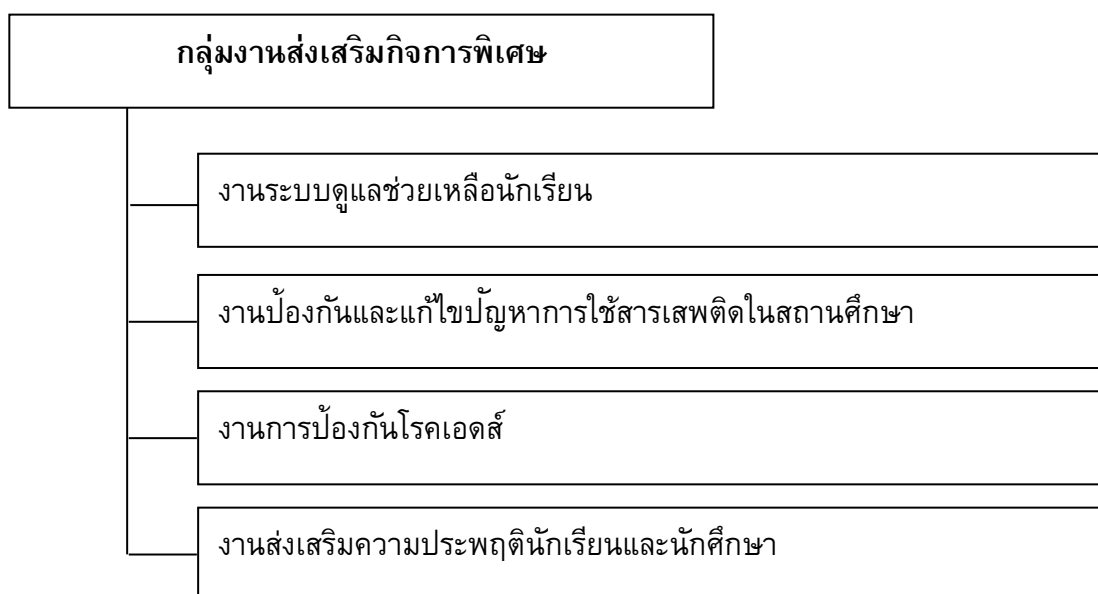 กลุ่มงานส่งเสริมกิจการพิเศษ
งานระบบดูแลช่วยเหลือนักเรียน
งานป้องกันและแก้ไขปัญหาการใช้สารเสพติดในสถานศึกษา
งานการป้องกันโรคเอดส์
งานส่งเสริมความประพฤตินักเรียนและนักศึกษา